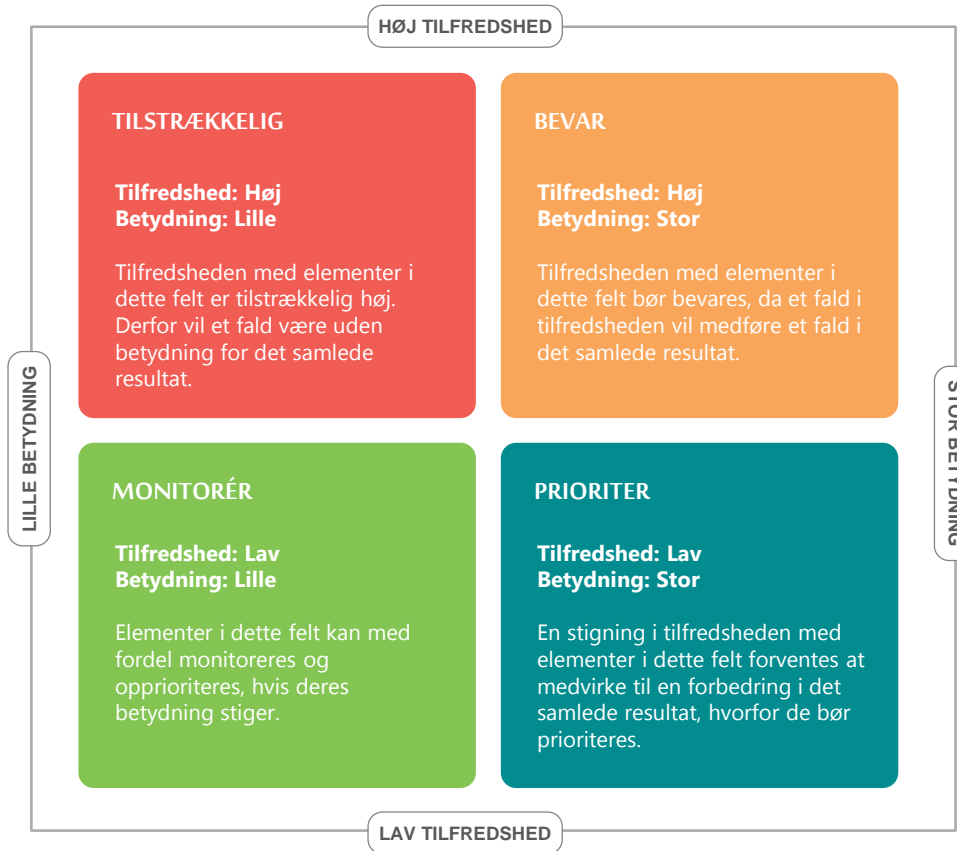 HØJ TILFREDSHED
TILSTRÆKKELIG
Tilfredshed: Høj
Betydning: Lille
Tilfredsheden med elementer i
dette felt er tilstrækkelig høj.
Derfor vil et fald være uden
betydning for det samlede
resultat.
BEVAR
Tilfredshed: Høj
Betydning: Stor
Tilfredsheden med elementer i
dette felt bør bevares, da et fald i
tilfredsheden vil medføre et fald i
det samlede resultat.
LILLE BETYDNING
STOR BETYDNING
MONITORÉR
Tilfredshed: Lav
Betydning: Lille
Elementer i dette felt kan med
fordel monitoreres og
opprioriteres, hvis deres
betydning stiger.
PRIORITER
Tilfredshed: Lav
Betydning: Stor
En stigning i tilfredsheden med
elementer i dette felt forventes at
medvirke til en forbedring i det
samlede resultat, hvorfor de bør
prioriteres.
LAV TILFREDSHED